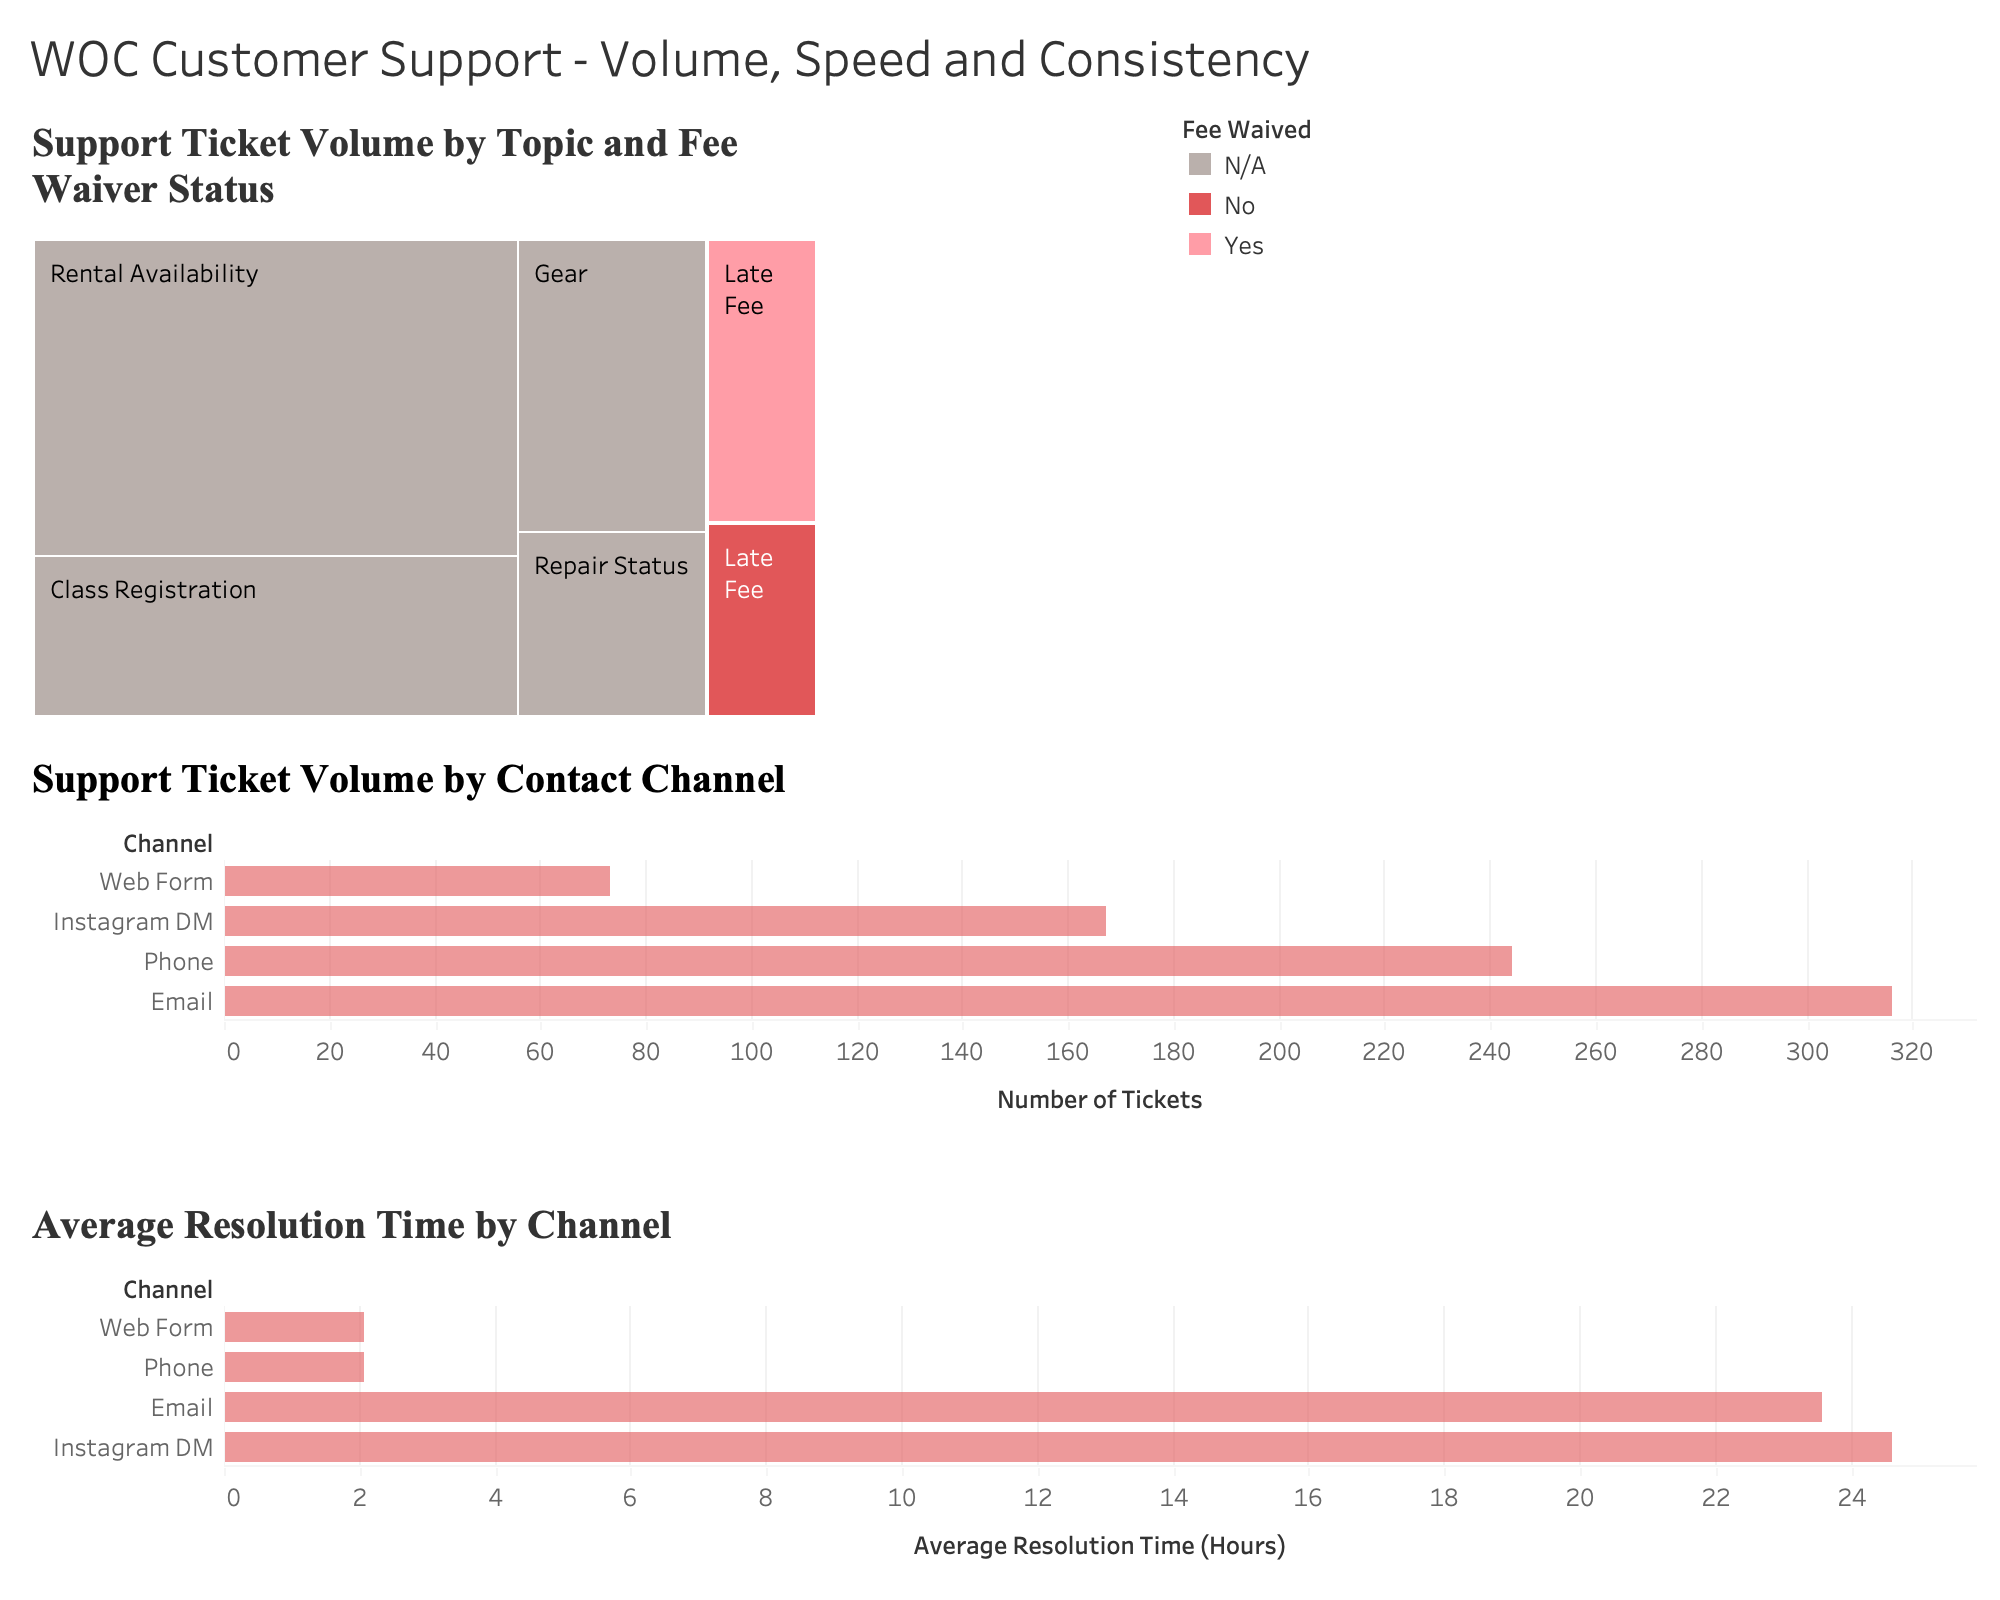 WOC Customer Support - Volume, Speed and Consistency
Support Ticket Volume by Topic and Fee
Waiver Status
Fee Waived
N/A
No
Yes
Rental Availability
Gear
Late
Fee
Class Registration
Repair Status
Late
Fee
Support Ticket Volume by Contact Channel
Channel
Web Form
Instagram DM
Phone
Email
0 20 40 60 80 100 120 140 160 180 200 220 240 260 280 300 320
Number of Tickets
Average Resolution Time by Channel
Channel
Web Form
Phone
Email
Instagram DM
0 2 4 6 8 10 12 14 16 18 20 22 24
Average Resolution Time (Hours)